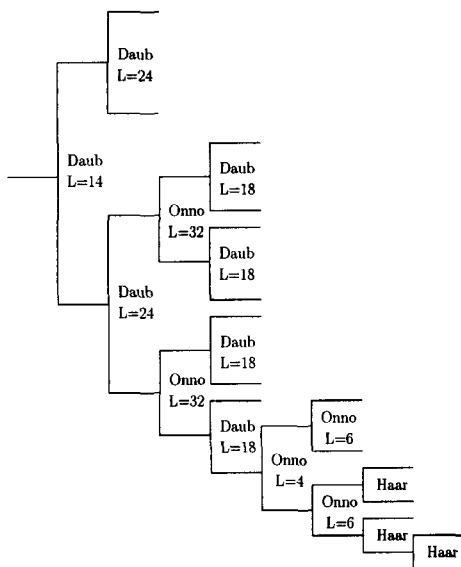 Daub
L=24
Daub
L=14
Daub
L=18
Onno
L=32
Daub
L=18
Daub
L=24
Daub
L=18
Onno
L=32
Daub
L=18
Onno
L=6
Onno
L=4
Haar
Onno
L=6
Haar
Haar